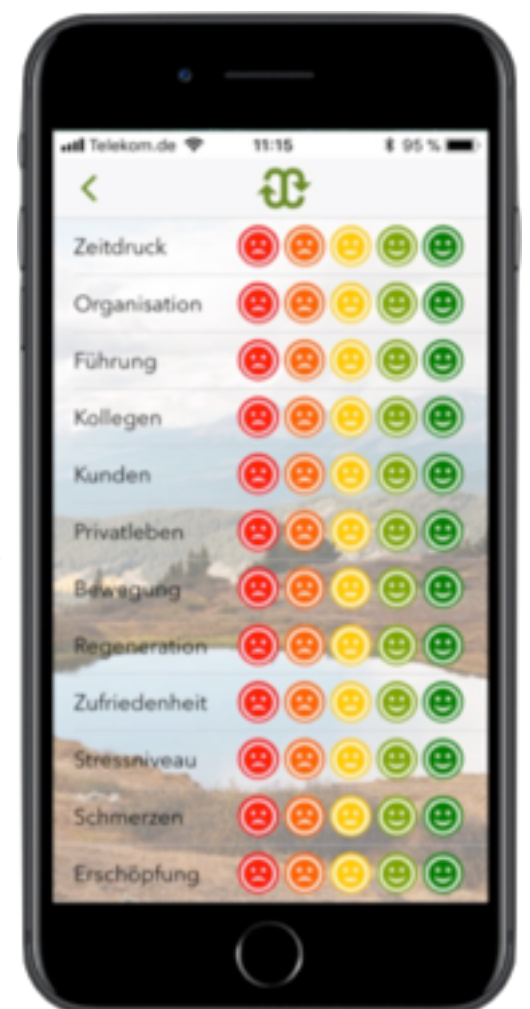 Telekom.de 11:15 95 %
Zeitdruck
Organisation
Führung
Kollegen
Kunden
Privatleben
Bewegung
Regeneration
Zufriedenheit
Stressniveau
Schmerzen
Erschöpfung